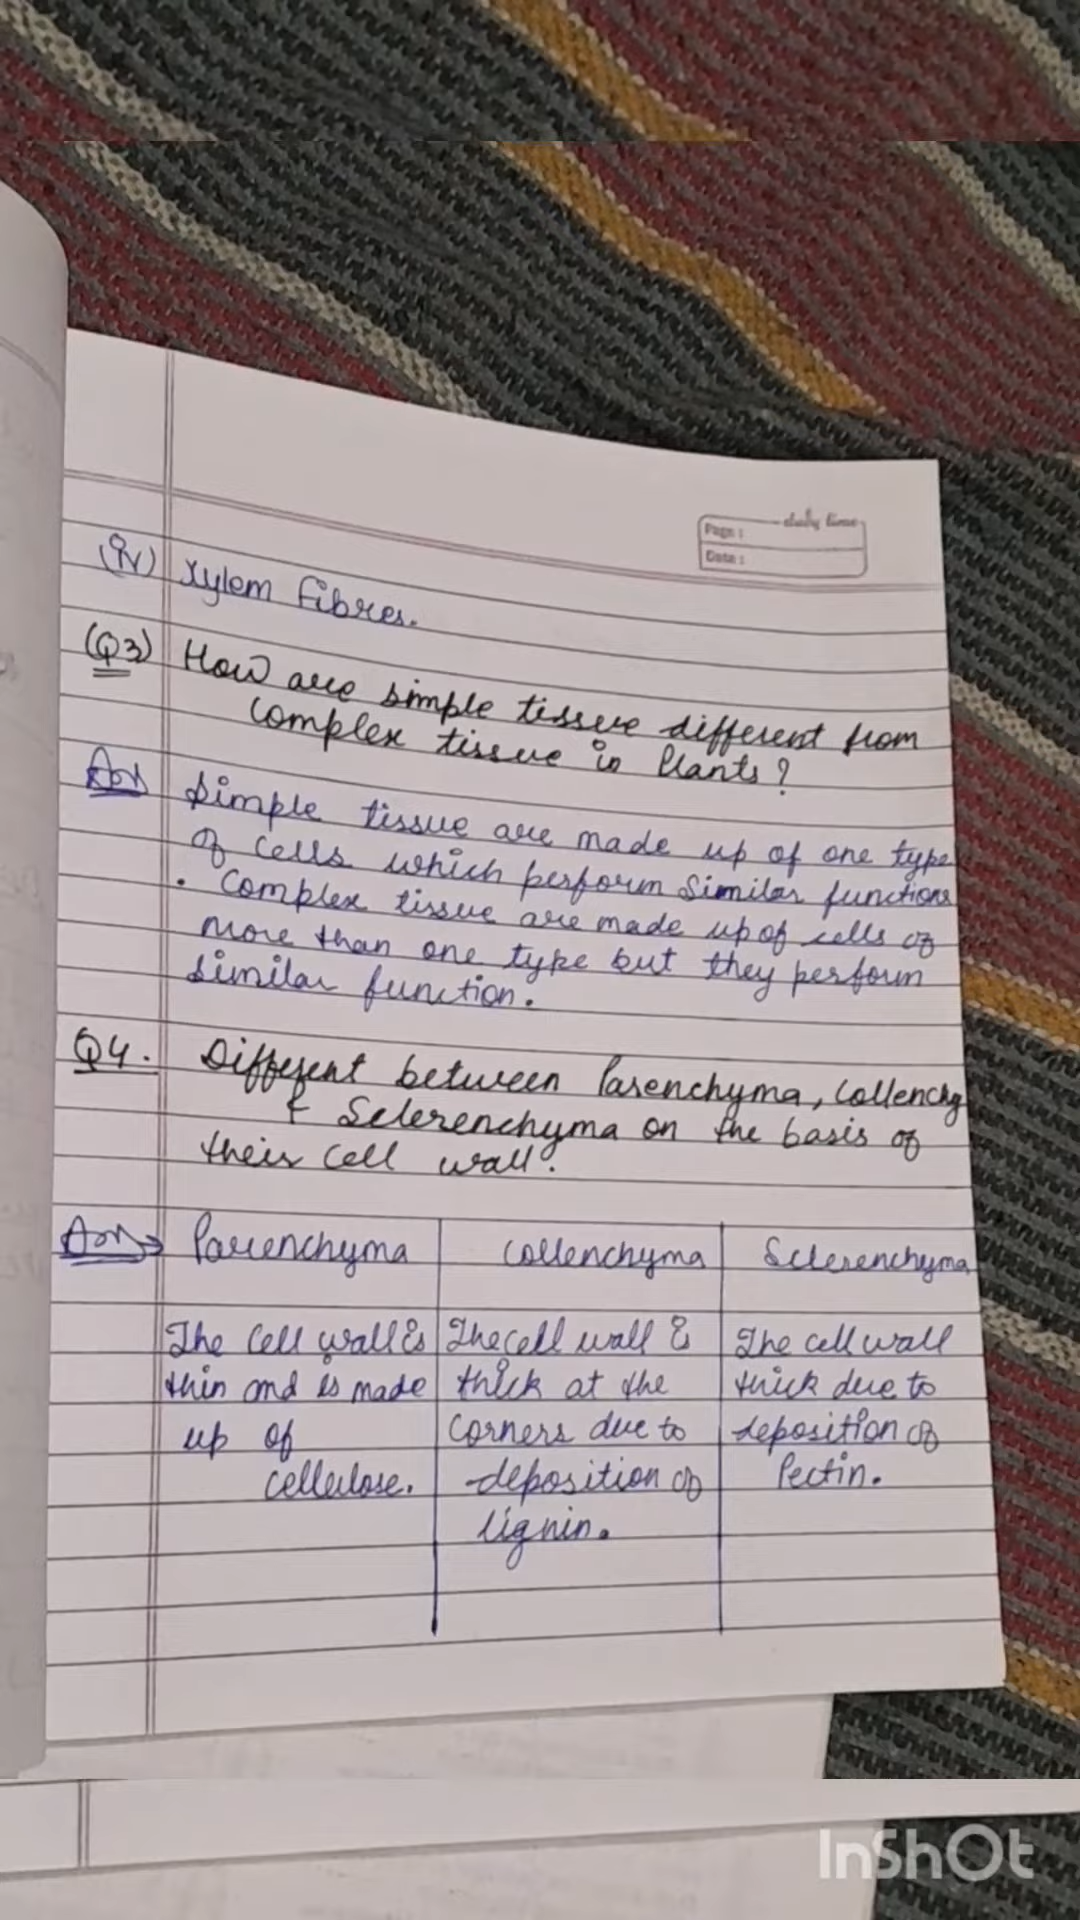 daily time
Page :
Date :
(iv) Xylem Fibres.
(Q3) How are simple tissue different from
complex tissue in Plants?
Ans Simple tissue are made up of one type
of cells which perform similar functions
. Complex tissue are made up of cells of
more than one type but they perform
similar function.
Q4. Different between Parenchyma, Collenchy
& Sclerenchyma on the basis of
their cell wall.
Ans→ Parenchyma Collenchyma Sclerenchyma
The cell wall is The cell wall is The cell wall
thin and is made thick at the thick due to
up of corners due to deposition of
cellulose. deposition of Pectin.
lignin.
InShOt